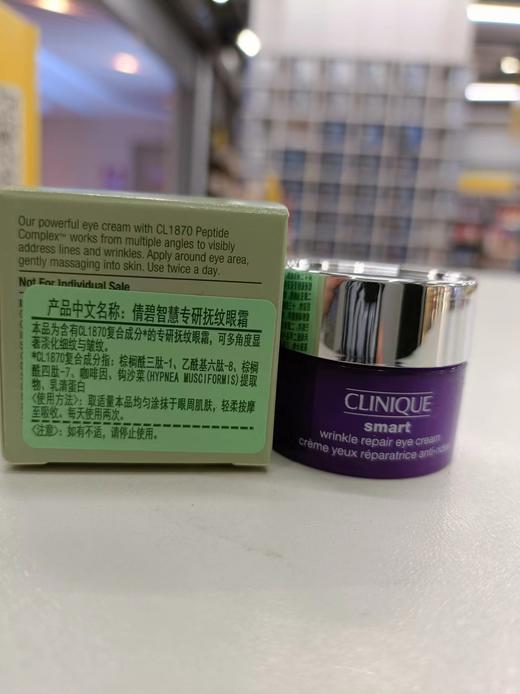 Our powerful eye cream with CL1870 Peptide
Complex™ works from multiple angles to visibly
address lines and wrinkles. Apply around eye area,
gently massaging into skin. Use twice a day.
Not For Individual Sale
产品中文名称：倩碧智慧专研抚纹眼霜
本品为含有CL1870复合成分*的专研抚纹眼霜，可多角度显
著淡化细纹与皱纹。
*CL1870复合成分指：棕榈酰三肽-1、乙酰基六肽-8、棕榈
酰四肽-7、咖啡因、钩沙菜(HYPNEA MUSCIFORMIS)提取
物、乳清蛋白
<使用方法>：取适量本品均匀涂抹于眼周肌肤，轻柔按摩
至吸收。每天使用两次。
<注意>：如有不适，请停止使用。
CLINIQUE
smart
wrinkle repair eye cream
crème yeux réparatrice anti-rides